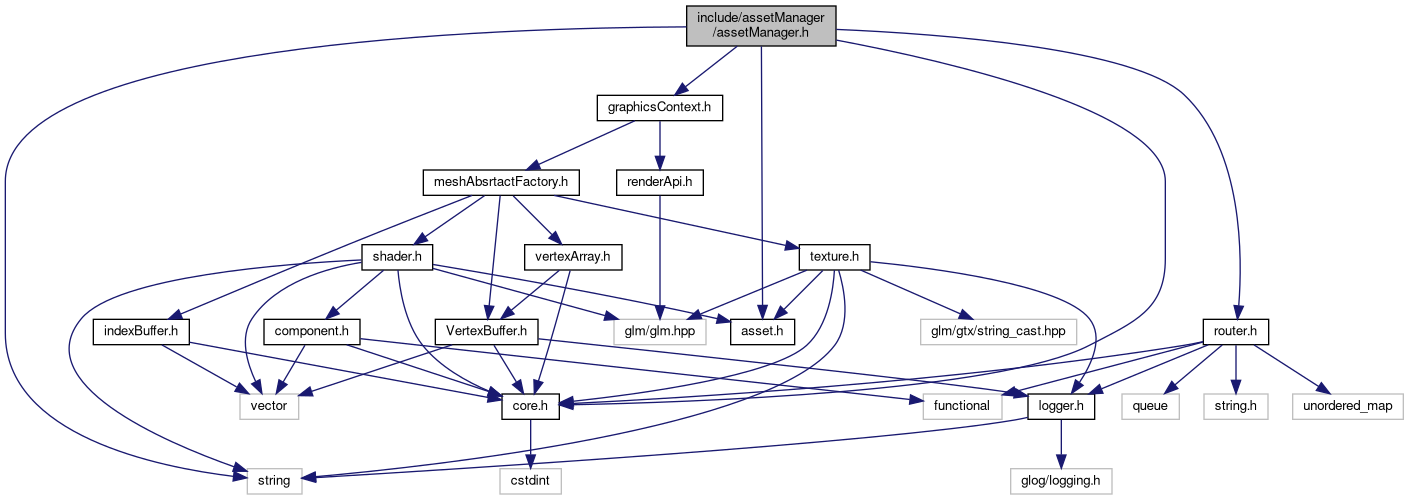 include/assetManager
/assetManager.h
graphicsContext.h
meshAbsrtactFactory.h
renderApi.h
shader.h
vertexArray.h
texture.h
indexBuffer.h
component.h
VertexBuffer.h
glm/glm.hpp
asset.h
glm/gtx/string_cast.hpp
router.h
vector
core.h
functional
logger.h
queue
string.h
unordered_map
string
cstdint
glog/logging.h